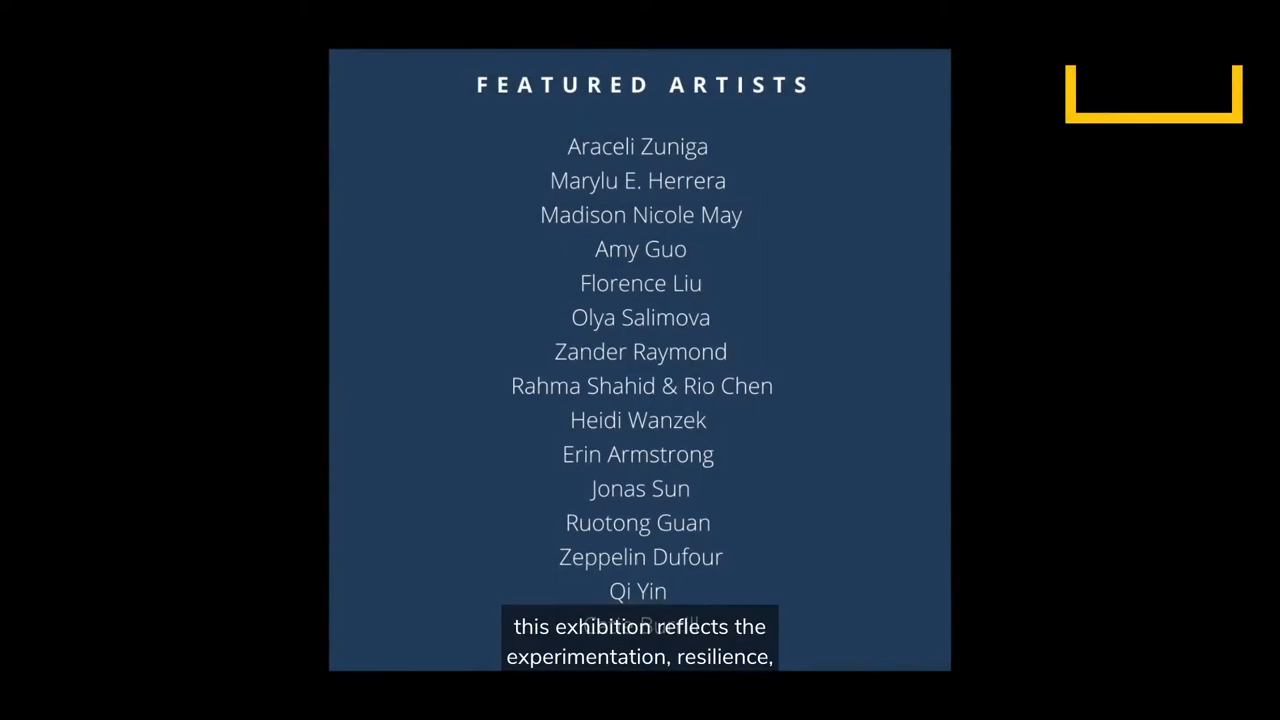 FEATURED ARTISTS
Araceli Zuniga
Marylu E. Herrera
Madison Nicole May
Amy Guo
Florence Liu
Olya Salimova
Zander Raymond
Rahma Shahid & Rio Chen
Heidi Wanzek
Erin Armstrong
Jonas Sun
Ruotong Guan
Zeppelin Dufour
Qi Yin
this exhibition reflects the
experimentation, resilience,